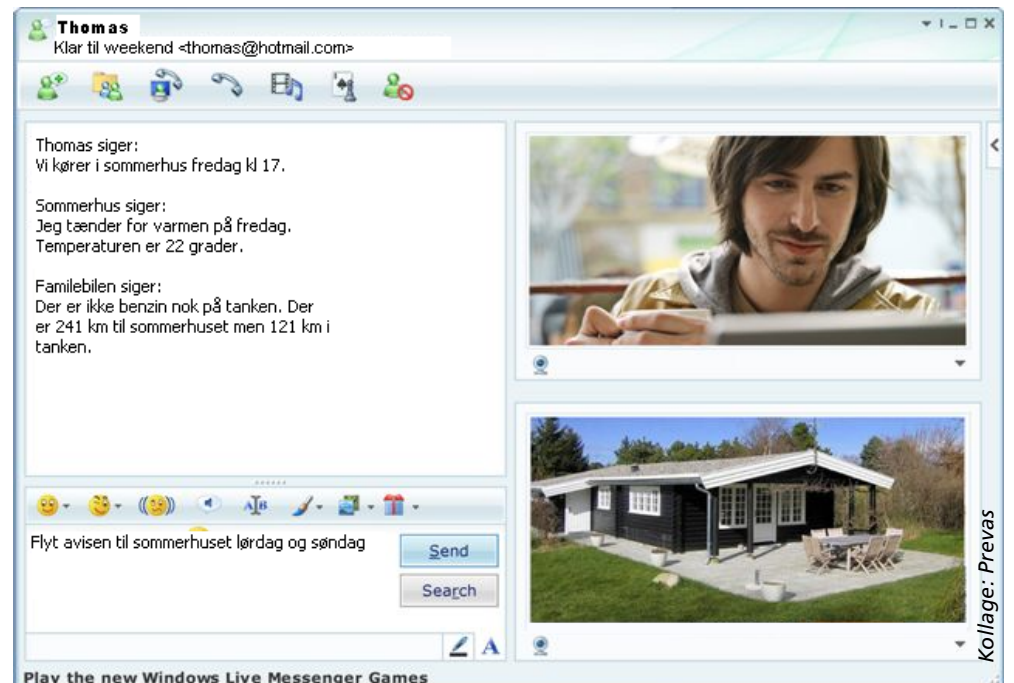 Thomas
Klar til weekend <thomas@hotmail.com>
Thomas siger:
Vi kører i sommerhus fredag kl 17.
Sommerhus siger:
Jeg tænder for varmen på fredag.
Temperaturen er 22 grader.
Familebilen siger:
Der er ikke benzin nok på tanken. Der
er 241 km til sommerhuset men 121 km i
tanken.
AB
Flyt avisen til sommerhuset lørdag og søndag
Send
Search
A
Play the new Windows Live Messenger Games
Kollage: Prevas